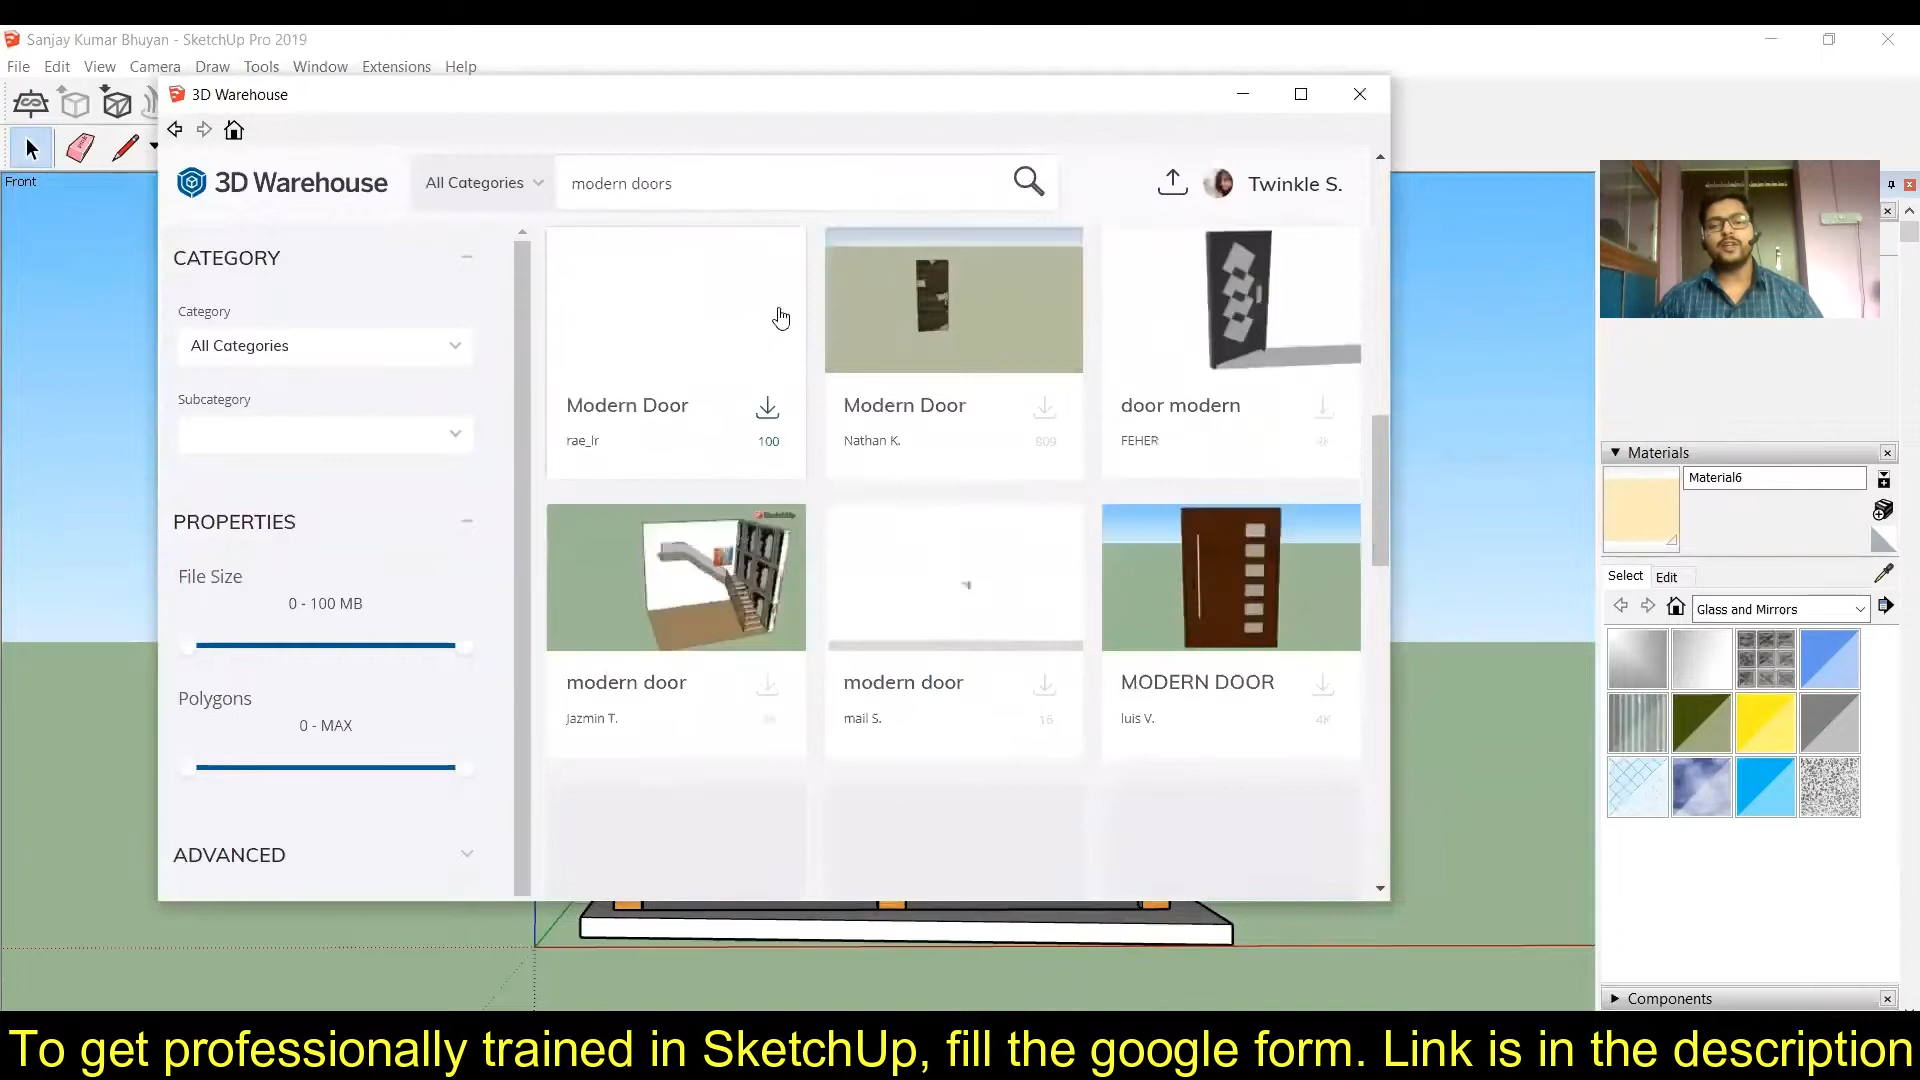 Sanjay Kumar Bhuyan - SketchUp Pro 2019
File Edit View Camera Draw Tools Window Extensions Help
3D Warehouse
Front
3D Warehouse
All Categories
modern doors
Twinkle S.
CATEGORY
Category
All Categories
Subcategory
PROPERTIES
File Size
0 - 100 MB
Polygons
0 - MAX
ADVANCED
Modern Door
rae_lr
100
Modern Door
Nathan K.
809
door modern
FEHER
modern door
Jazmin T.
modern door
mail S.
16
MODERN DOOR
luis V.
4K
Materials
Material6
Select Edit
Glass and Mirrors
Components
To get professionally trained in SketchUp, fill the google form. Link is in the description